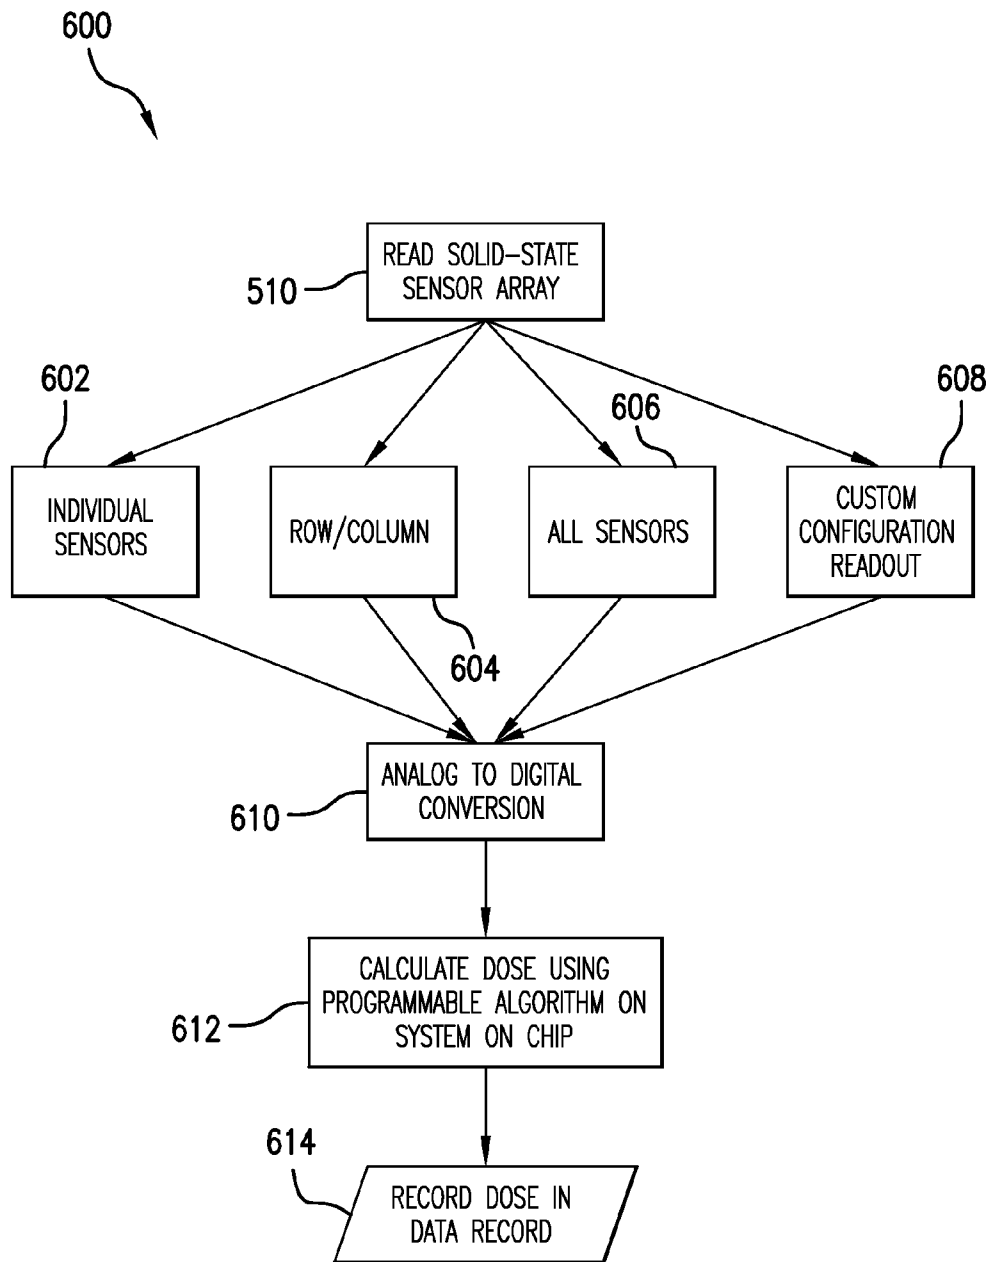 600
READ SOLID-STATE
SENSOR ARRAY
510
602
606
608
INDIVIDUAL
SENSORS
ROW/COLUMN
ALL SENSORS
CUSTOM
CONFIGURATION
READOUT
604
ANALOG TO DIGITAL
CONVERSION
610
CALCULATE DOSE USING
PROGRAMMABLE ALGORITHM ON
SYSTEM ON CHIP
612
614
RECORD DOSE IN
DATA RECORD